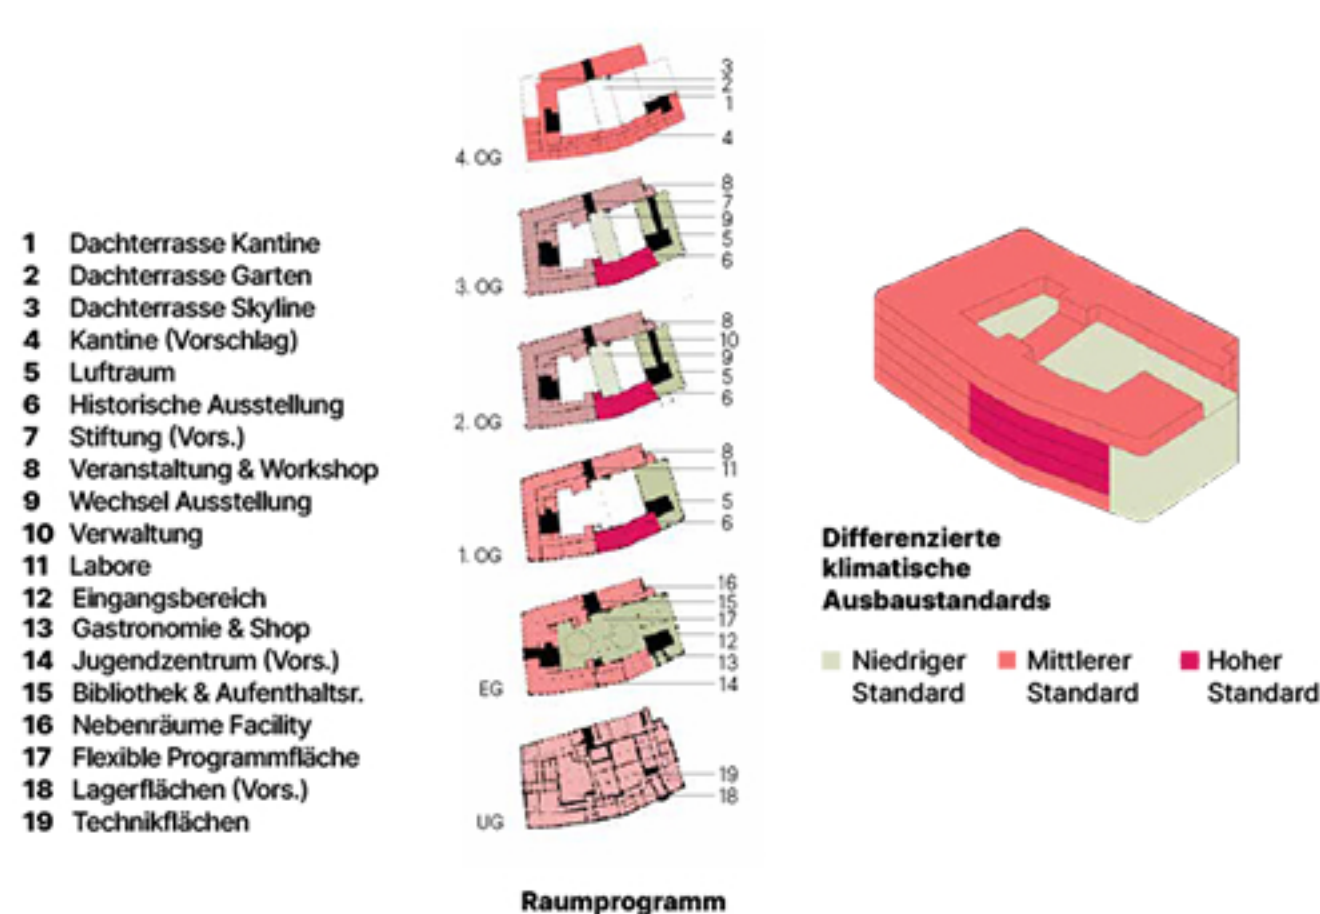 1 Dachterrasse Kantine
2 Dachterrasse Garten
3 Dachterrasse Skyline
4 Kantine (Vorschlag)
5 Luftraum
6 Historische Ausstellung
7 Stiftung (Vors.)
8 Veranstaltung & Workshop
9 Wechsel Ausstellung
10 Verwaltung
11 Labore
12 Eingangsbereich
13 Gastronomie & Shop
14 Jugendzentrum (Vors.)
15 Bibliothek & Aufenthaltsr.
16 Nebenräume Facility
17 Flexible Programmfläche
18 Lagerflächen (Vors.)
19 Technikflächen
3
2
1
4
4. OG
8
7
9
5
6
3. OG
8
10
9
5
6
2. OG
8
11
5
6
1. OG
16
15
17
12
13
14
EG
19
18
UG
Raumprogramm
Differenzierte
klimatische
Ausbaustandards
Niedriger
Standard
Mittlerer
Standard
Hoher
Standard